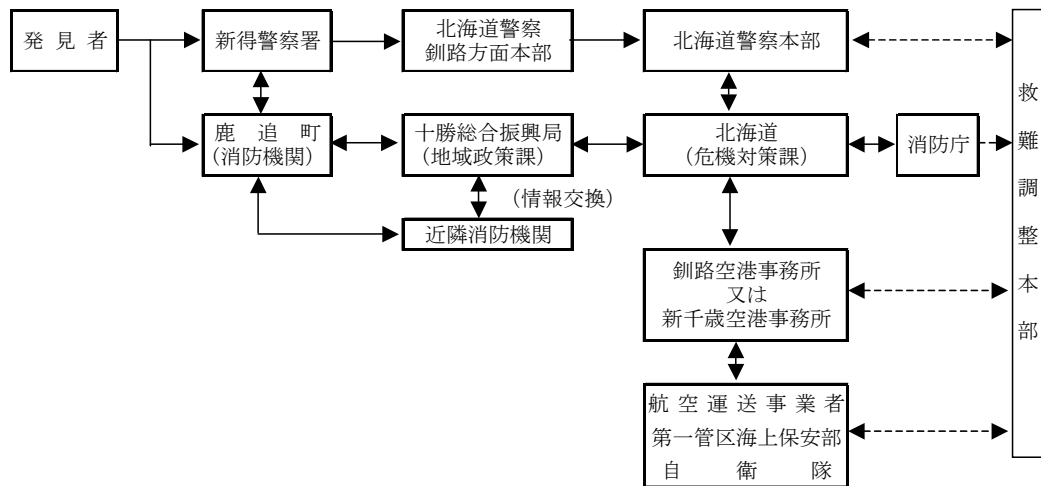 発見者
新得警察署
北海道警察
釧路方面本部
北海道警察本部
救難調整本部
鹿追町
(消防機関)
十勝総合振興局
(地域政策課)
北海道
(危機対策課)
消防庁
(情報交換)
近隣消防機関
釧路空港事務所
又は
新千歳空港事務所
航空運送事業者
第一管区海上保安部
自衛隊